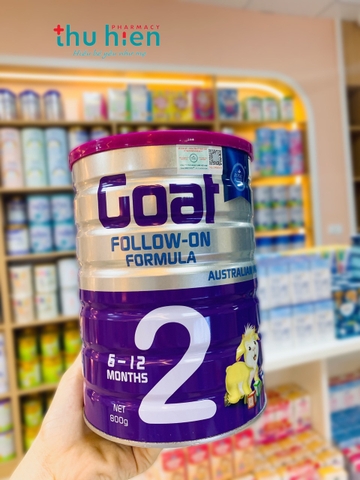 PHARMACY
thu hien
Goat
FOLLOW-ON
FORMULA
AUSTRALIAN
2
6-12
MONTHS
NET
800g